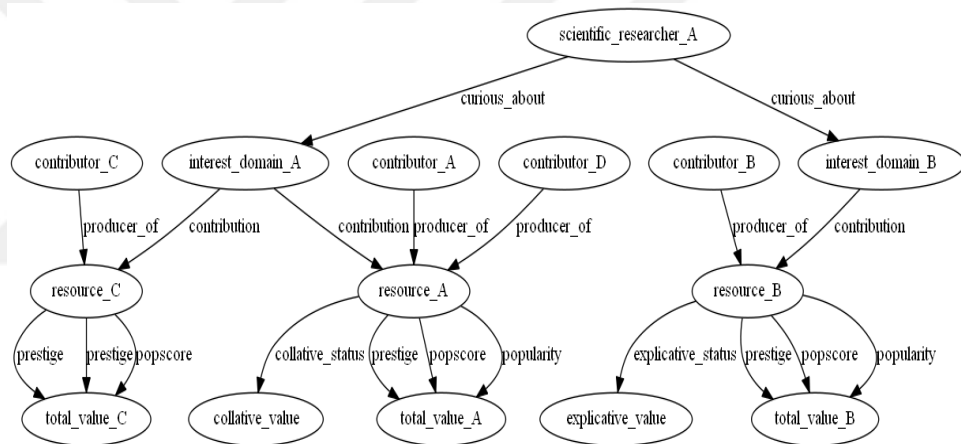 scientific_researcher_A
curious_about
curious_about
contributor_C
interest_domain_A
contributor_A
contributor_D
contributor_B
interest_domain_B
producer_of
contribution
contribution
producer_of
producer_of
producer_of
contribution
resource_C
resource_A
resource_B
prestige
prestige
popscore
collative_status
prestige
popscore
popularity
explicative_status
prestige
popscore
popularity
total_value_C
collative_value
total_value_A
explicative_value
total_value_B